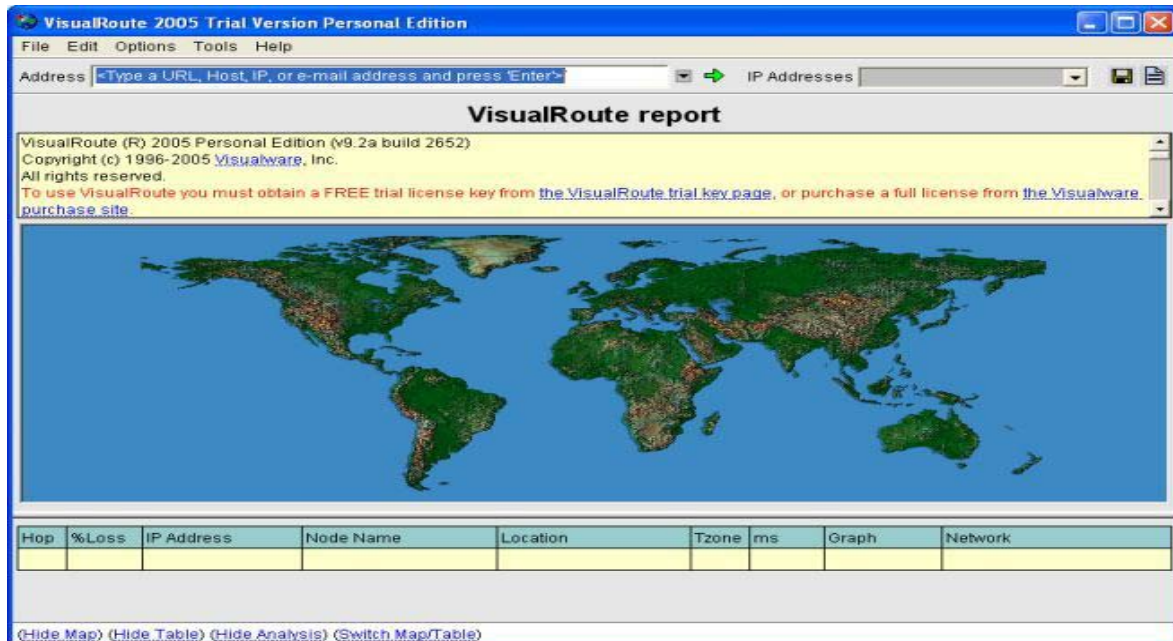 VisualRoute 2005 Trial Version Personal Edition
File Edit Options Tools Help
Address <Type a URL, Host, IP, or e-mail address and press 'Enter'> IP Addresses
VisualRoute report
VisualRoute (R) 2005 Personal Edition (v9.2a build 2652)
Copyright (c) 1996-2005 Visualware, Inc.
All rights reserved.
To use VisualRoute you must obtain a FREE trial license key from the VisualRoute trial key page, or purchase a full license from the Visualware
purchase site.
Hop %Loss IP Address Node Name Location Tzone ms Graph Network
(Hide Map) (Hide Table) (Hide Analysis) (Switch Map/Table)